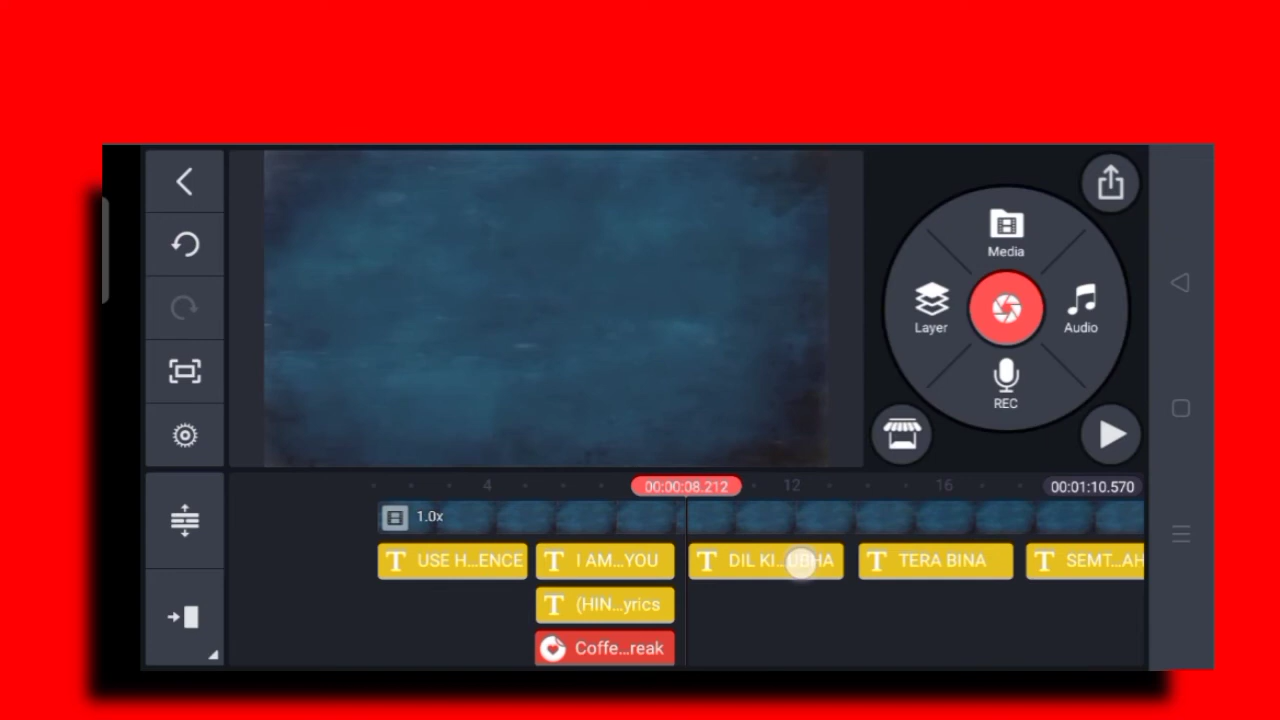 Media
Layer
Audio
REC
4
00:00:08.212
12
16
00:01:10.570
1.0x
USE H...ENCE
I AM...YOU
DIL KI...UBHA
TERA BINA
SEMT...AH
(HIN...yrics
Coffe...reak